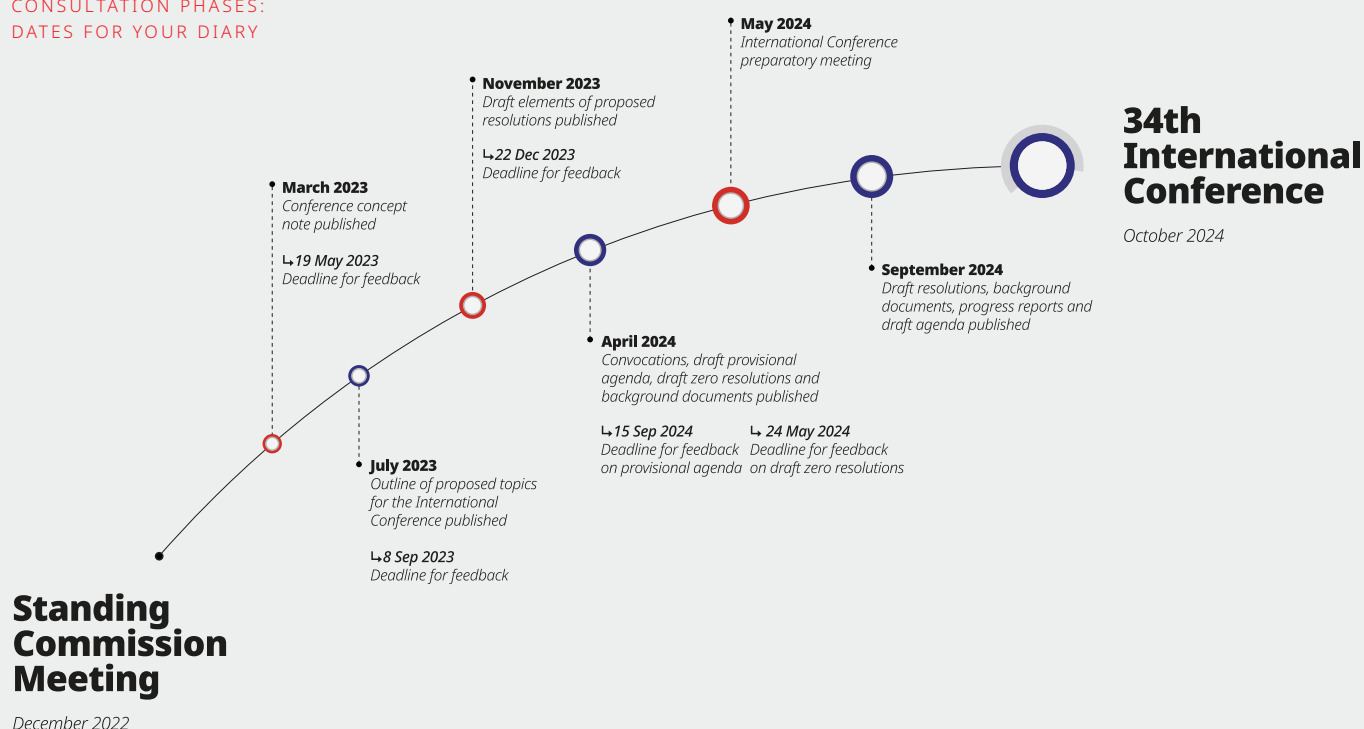 CONSULTATION PHASES:
DATES FOR YOUR DIARY
May 2024
International Conference
preparatory meeting
November 2023
Draft elements of proposed
resolutions published
↳22 Dec 2023
Deadline for feedback
34th
International
Conference
October 2024
March 2023
Conference concept
note published
↳19 May 2023
Deadline for feedback
September 2024
Draft resolutions, background
documents, progress reports and
draft agenda published
April 2024
Convocations, draft provisional
agenda, draft zero resolutions and
background documents published
↳15 Sep 2024
Deadline for feedback
on provisional agenda
↳ 24 May 2024
Deadline for feedback
on draft zero resolutions
July 2023
Outline of proposed topics
for the International
Conference published
↳8 Sep 2023
Deadline for feedback
Standing
Commission
Meeting
December 2022